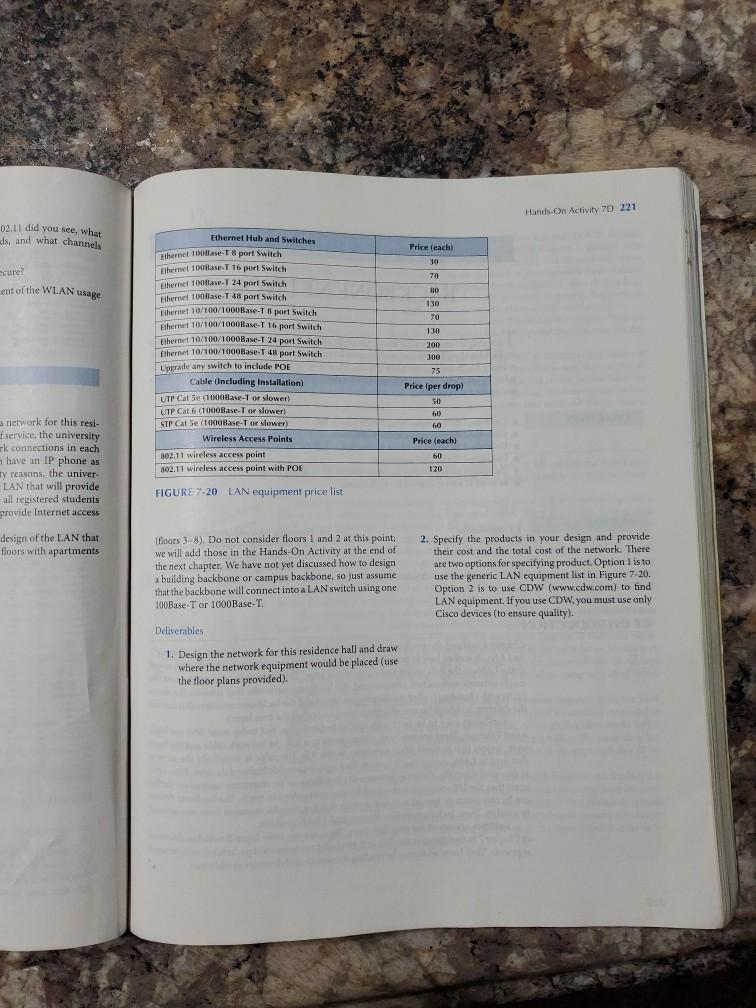 02.11 did you see, what
ds, and what channels
ecure?
ent of the WLAN usage
a network for this resi-
f service, the university
rk connections in each
have an IP phone as
ty reasons, the univer-
LAN that will provide
all registered students
provide Internet access
design of the LAN that
floors with apartments
Hands-On Activity 7D 221
Ethernet Hub and Switches Price (each)
Ethernet 100Base-T 8 port Switch 30
Ethernet 100Base-T 16 port Switch 70
Ethernet 100Base-T 24 port Switch 80
Ethernet 100Base-T 48 port Switch 130
Ethernet 10/100/1000Base-T 8 port Switch 70
Ethernet 10/100/1000Base-T 16 port Switch 130
Ethernet 10/100/1000Base-T 24 port Switch 200
Ethernet 10/100/1000Base-T 48 port Switch 300
Upgrade any switch to include POE 75
Cable (Including Installation) Price (per drop)
UTP Cat 5e (1000Base-T or slower) 50
UTP Cat 6 (1000Base-T or slower) 60
STP Cat 5e (1000Base-T or slower) 60
Wireless Access Points Price (each)
802.11 wireless access point 60
802.11 wireless access point with POE 120
FIGURE 7-20 LAN equipment price list
(floors 3–8). Do not consider floors 1 and 2 at this point;
we will add those in the Hands-On Activity at the end of
the next chapter. We have not yet discussed how to design
a building backbone or campus backbone, so just assume
that the backbone will connect into a LAN switch using one
100Base-T or 1000Base-T.
Deliverables
1. Design the network for this residence hall and draw
where the network equipment would be placed (use
the floor plans provided).
2. Specify the products in your design and provide
their cost and the total cost of the network. There
are two options for specifying product. Option 1 is to
use the generic LAN equipment list in Figure 7-20.
Option 2 is to use CDW (www.cdw.com) to find
LAN equipment. If you use CDW, you must use only
Cisco devices (to ensure quality).